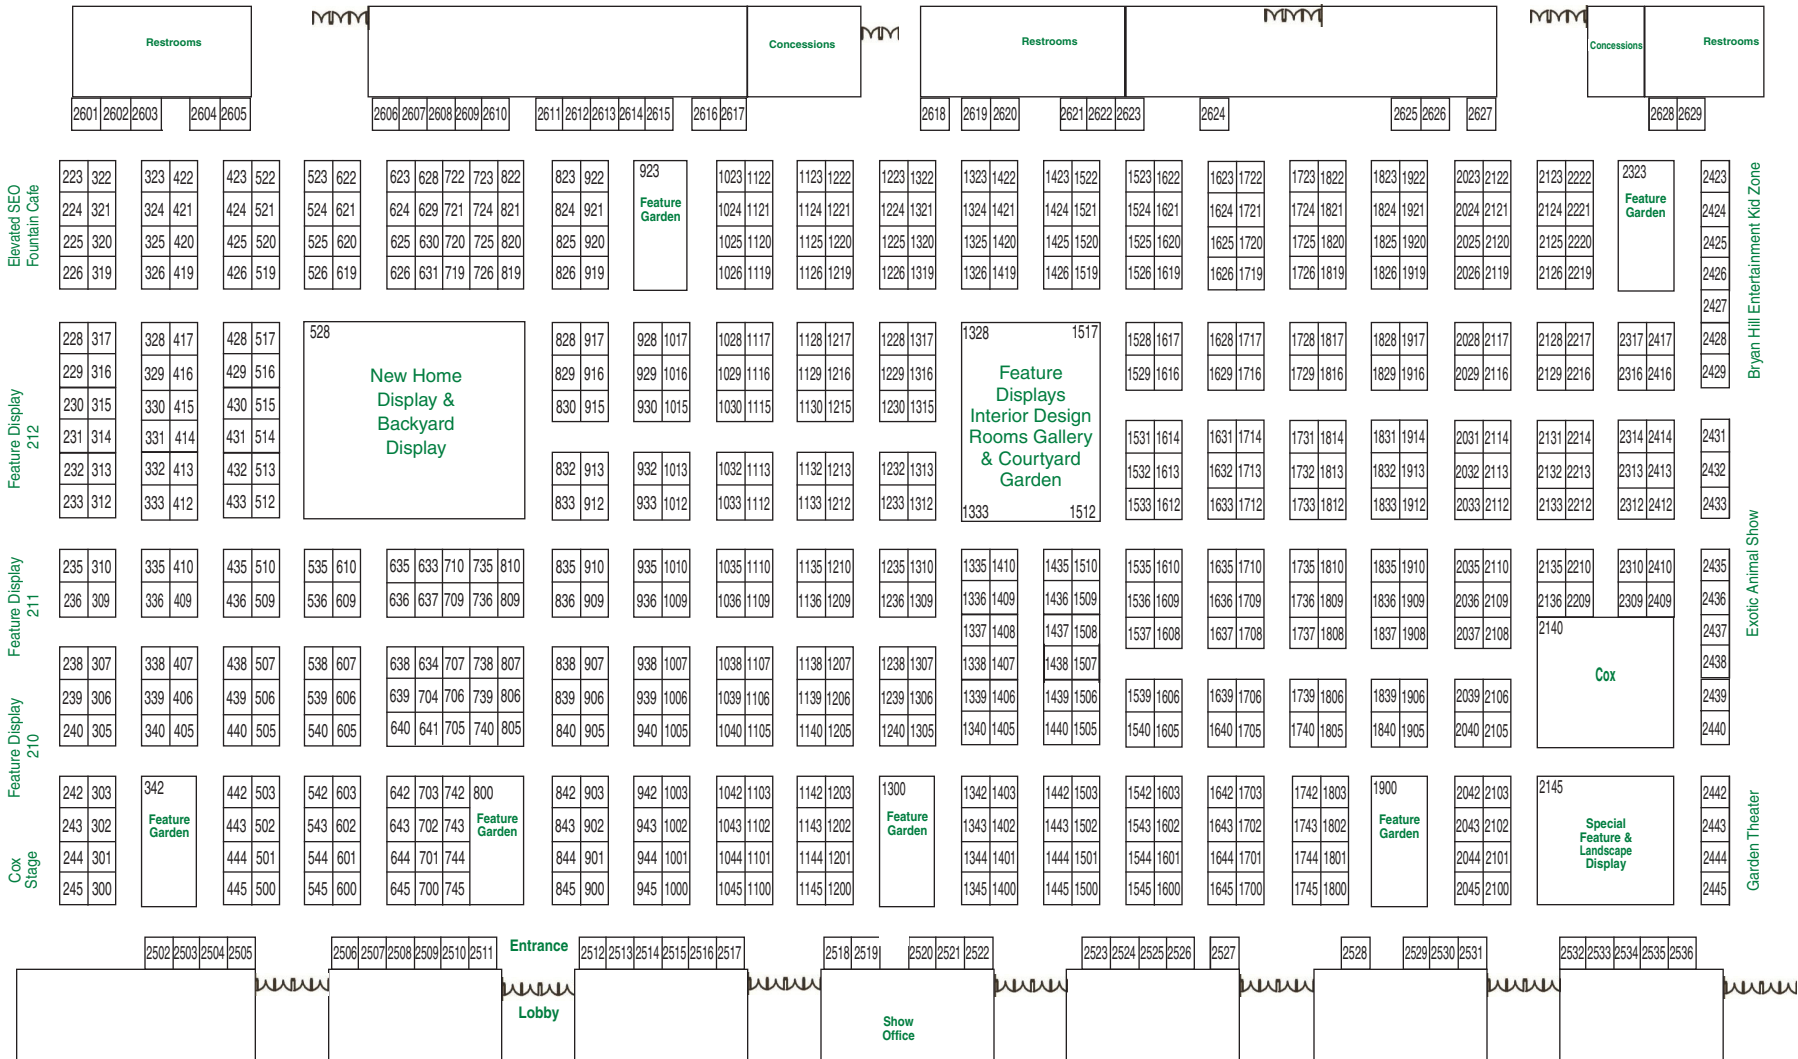 Restrooms
Concessions
Restrooms
Concessions
Restrooms
2601 2602 2603 2604 2605 2606 2607 2608 2609 2610 2611 2612 2613 2614 2615 2616 2617 2618 2619 2620 2621 2622 2623 2624 2625 2626 2627 2628 2629
Elevated SEO
Fountain Cafe
223 322 323 422 423 522 523 622 623 628 722 723 822 823 922 923 1023 1122 1123 1222 1223 1322 1323 1422 1423 1522 1523 1622 1623 1722 1723 1822 1823 1922 2023 2122 2123 2222 2323 2423
Feature
Garden
Feature
Garden
224 321 324 421 424 521 524 621 624 629 721 724 821 824 921 1024 1121 1124 1221 1224 1321 1324 1421 1424 1521 1524 1621 1624 1721 1724 1821 1824 1921 2024 2121 2124 2221 2424
225 320 325 420 425 520 525 620 625 630 720 725 820 825 920 1025 1120 1125 1220 1225 1320 1325 1420 1425 1520 1525 1620 1625 1720 1725 1820 1825 1920 2025 2120 2125 2220 2425
226 319 326 419 426 519 526 619 626 631 719 726 819 826 919 1026 1119 1126 1219 1226 1319 1326 1419 1426 1519 1526 1619 1626 1719 1726 1819 1826 1919 2026 2119 2126 2219 2426
2427
Bryan Hill Entertainment Kid Zone
228 317 328 417 428 517 528 828 917 928 1017 1028 1117 1128 1217 1228 1317 1328 1517 1528 1617 1628 1717 1728 1817 1828 1917 2028 2117 2128 2217 2317 2417 2428
229 316 329 416 429 516 829 916 929 1016 1029 1116 1129 1216 1229 1316 1529 1616 1629 1716 1729 1816 1829 1916 2029 2116 2129 2216 2316 2416 2429
230 315 330 415 430 515 830 915 930 1015 1030 1115 1130 1215 1230 1315
New Home
Display &
Backyard
Display
Feature
Displays
Interior Design
Rooms Gallery
& Courtyard
Garden
Feature Display
212
231 314 331 414 431 514 1531 1614 1631 1714 1731 1814 1831 1914 2031 2114 2131 2214 2314 2414 2431
232 313 332 413 432 513 832 913 932 1013 1032 1113 1132 1213 1232 1313 1532 1613 1632 1713 1732 1813 1832 1913 2032 2113 2132 2213 2313 2413 2432
233 312 333 412 433 512 833 912 933 1012 1033 1112 1133 1212 1233 1312 1333 1512 1533 1612 1633 1712 1733 1812 1833 1912 2033 2112 2133 2212 2312 2412 2433
Feature Display
211
235 310 335 410 435 510 535 610 635 633 710 735 810 835 910 935 1010 1035 1110 1135 1210 1235 1310 1335 1410 1435 1510 1535 1610 1635 1710 1735 1810 1835 1910 2035 2110 2135 2210 2310 2410 2435
236 309 336 409 436 509 536 609 636 637 709 736 809 836 909 936 1009 1036 1109 1136 1209 1236 1309 1336 1409 1436 1509 1536 1609 1636 1709 1736 1809 1836 1909 2036 2109 2136 2209 2309 2409 2436
1337 1408 1437 1508 1537 1608 1637 1708 1737 1808 1837 1908 2037 2108 2140 2437
Exotic Animal Show
238 307 338 407 438 507 538 607 638 634 707 738 807 838 907 938 1007 1038 1107 1138 1207 1238 1307 1338 1407 1438 1507 2438
Cox
239 306 339 406 439 506 539 606 639 704 706 739 806 839 906 939 1006 1039 1106 1139 1206 1239 1306 1339 1406 1439 1506 1539 1606 1639 1706 1739 1806 1839 1906 2039 2106 2439
240 305 340 405 440 505 540 605 640 641 705 740 805 840 905 940 1005 1040 1105 1140 1205 1240 1305 1340 1405 1440 1505 1540 1605 1640 1705 1740 1805 1840 1905 2040 2105 2440
Feature Display
210
242 303 342 442 503 542 603 642 703 742 800 842 903 942 1003 1042 1103 1142 1203 1300 1342 1403 1442 1503 1542 1603 1642 1703 1742 1803 1900 2042 2103 2145 2442
Feature
Garden
Feature
Garden
Feature
Garden
Feature
Garden
Special
Feature &
Landscape
Display
243 302 443 502 543 602 643 702 743 843 902 943 1002 1043 1102 1143 1202 1343 1402 1443 1502 1543 1602 1643 1702 1743 1802 2043 2102 2443
244 301 444 501 544 601 644 701 744 844 901 944 1001 1044 1101 1144 1201 1344 1401 1444 1501 1544 1601 1644 1701 1744 1801 2044 2101 2444
245 300 445 500 545 600 645 700 745 845 900 945 1000 1045 1100 1145 1200 1345 1400 1445 1500 1545 1600 1645 1700 1745 1800 2045 2100 2445
Cox
Stage
Garden Theater
2502 2503 2504 2505 2506 2507 2508 2509 2510 2511 Entrance 2512 2513 2514 2515 2516 2517 2518 2519 2520 2521 2522 2523 2524 2525 2526 2527 2528 2529 2530 2531 2532 2533 2534 2535 2536
Lobby
Show
Office